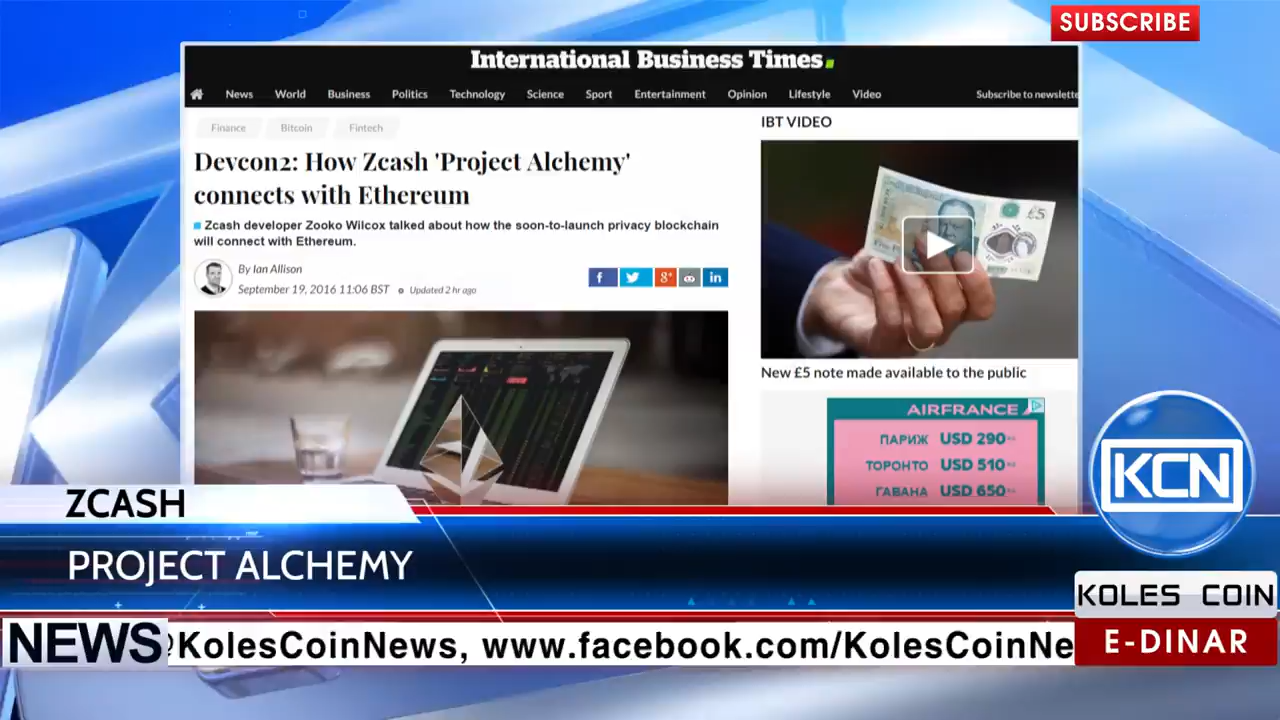 SUBSCRIBE
International Business Times
News World Business Politics Technology Science Sport Entertainment Opinion Lifestyle Video Subscribe to newslette
Finance Bitcoin Fintech
Devcon2: How Zcash 'Project Alchemy'
connects with Ethereum
Zcash developer Zooko Wilcox talked about how the soon-to-launch privacy blockchain
will connect with Ethereum.
By Ian Allison
September 19, 2016 11:06 BST Updated 2 hr ago
f g+ in
IBT VIDEO
£5
New £5 note made available to the public
AIRFRANCE
ПАРИЖ USD 290
ТОРОНТО USD 510
ГАВАНА USD 650
KCN
ZCASH
PROJECT ALCHEMY
KOLES COIN
E-DINAR
NEWS
@KolesCoinNews, www.facebook.com/KolesCoinNe